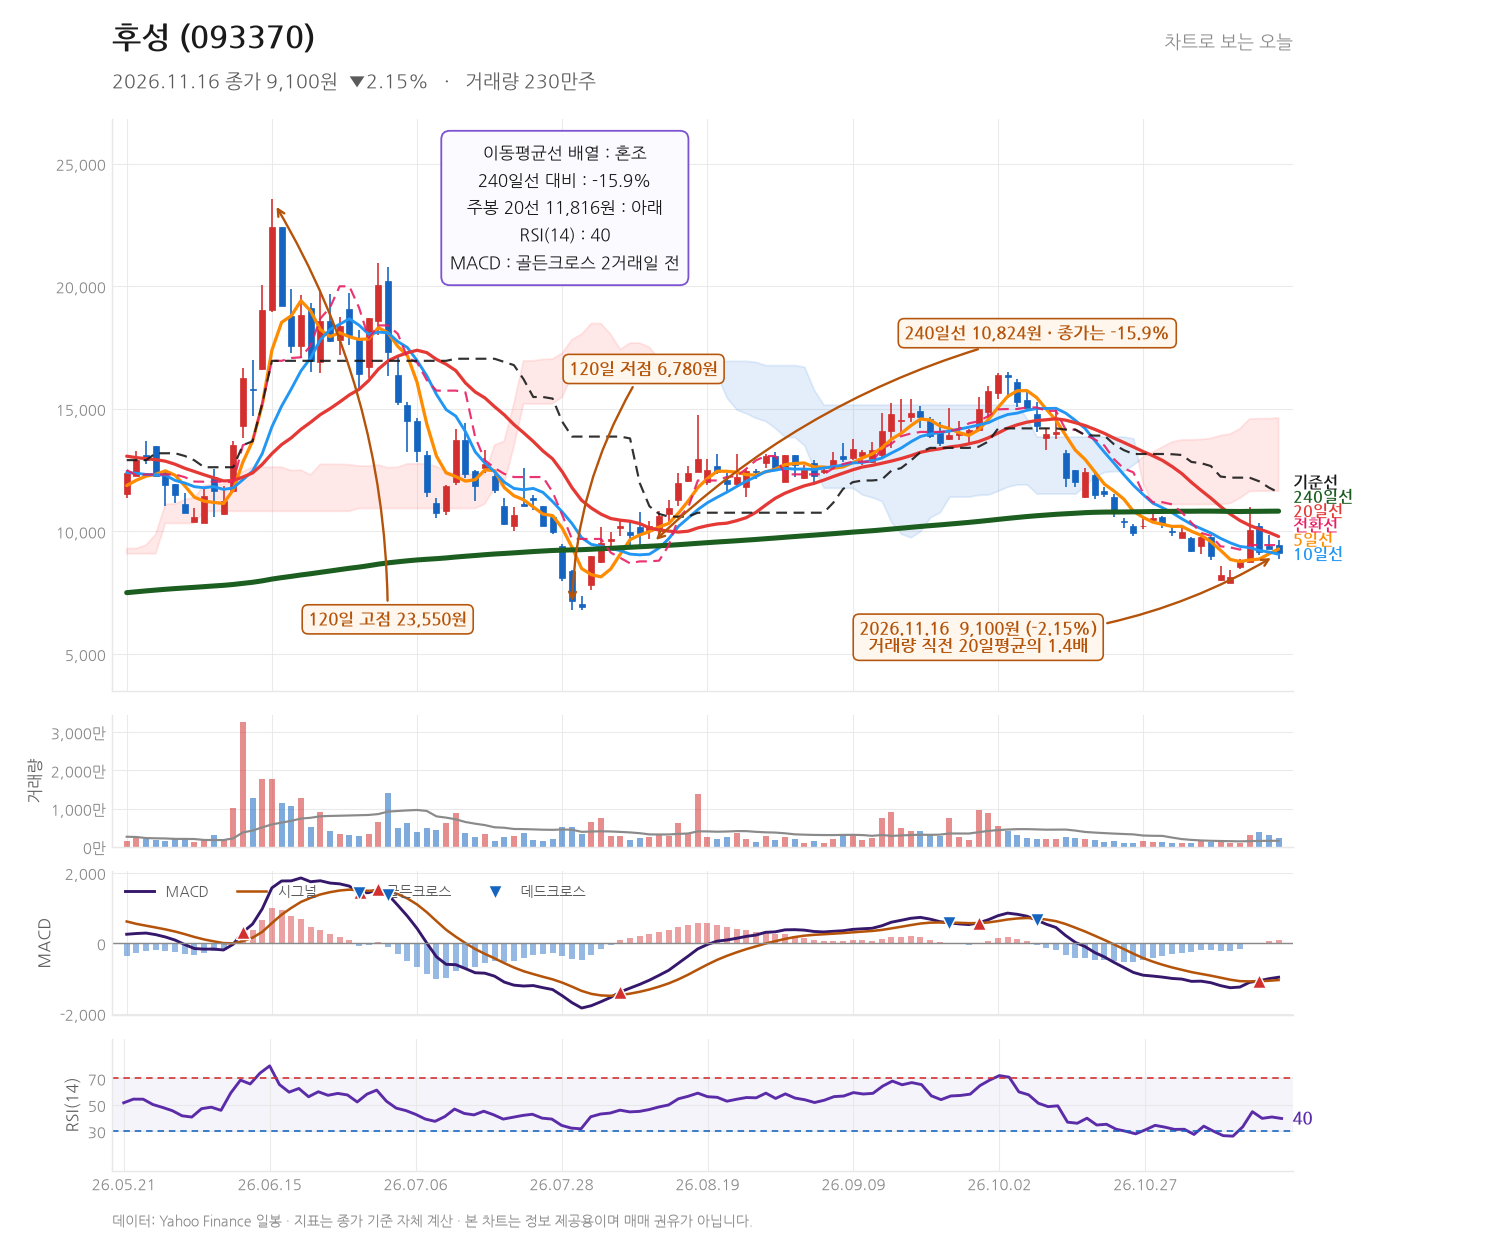 후성 (093370)
차트로 보는 오늘
2026.11.16 종가 9,100원 ▼2.15% · 거래량 230만주
25,000
20,000
15,000
10,000
5,000
이동평균선 배열 : 혼조
240일선 대비 : -15.9%
주봉 20선 11,816원 : 아래
RSI(14) : 40
MACD : 골든크로스 2거래일 전
240일선 10,824원 · 종가는 -15.9%
120일 저점 6,780원
120일 고점 23,550원
2026.11.16 9,100원 (-2.15%)
거래량 직전 20일평균의 1.4배
기준선
240일선
20일선
전환선
5일선
10일선
거래량
3,000만
2,000만
1,000만
0만
MACD
2,000
0
-2,000
MACD
시그널
골든크로스
데드크로스
RSI(14)
70
50
30
40
26.05.21
26.06.15
26.07.06
26.07.28
26.08.19
26.09.09
26.10.02
26.10.27
데이터: Yahoo Finance 일봉 · 지표는 종가 기준 자체 계산 · 본 차트는 정보 제공용이며 매매 권유가 아닙니다.